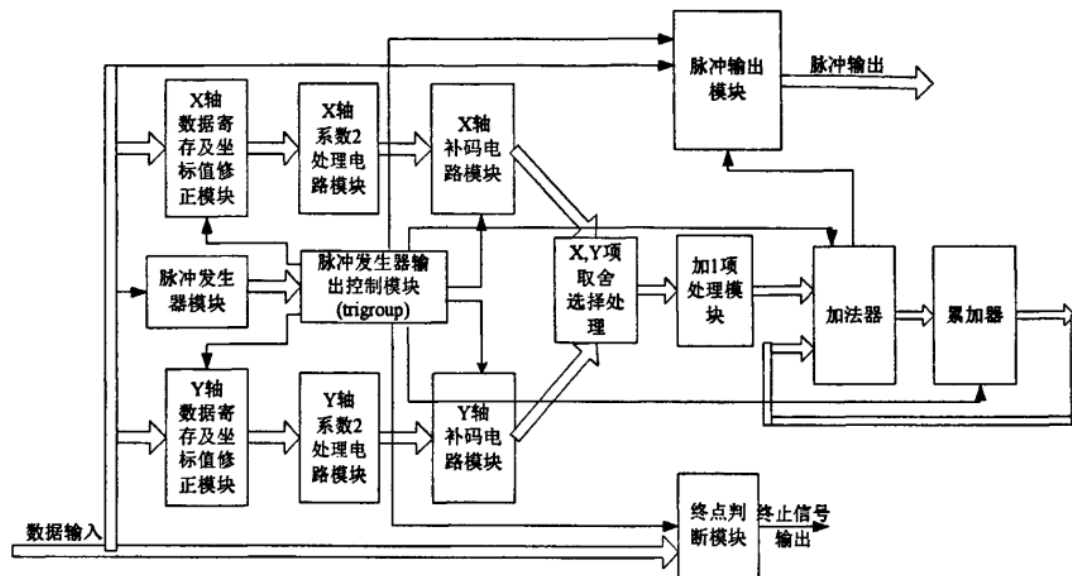 脉冲输出
模块
脉冲输出
X轴
数据寄
存及坐
标值修
正模块
X轴
系数2
处理电
路模块
X轴
补码电
路模块
脉冲发生
器模块
脉冲发生器输
出控制模块
(trigroup)
X,Y项
取舍
选择处
理
加1项
处理模
块
加法器
累加器
Y轴
数据寄
存及坐
标值修
正模块
Y轴
系数2
处理电
路模块
Y轴
补码电
路模块
数据输入
终点判
断模块
终止信号
输出